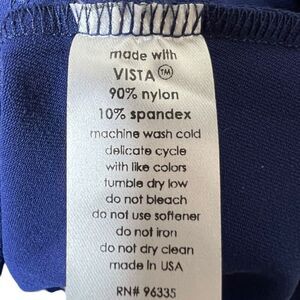 made with
VISTA™
90% nylon
10% spandex
machine wash cold
delicate cycle
with like colors
tumble dry low
do not bleach
do not use softener
do not iron
do not dry clean
made in USA
RN# 96335